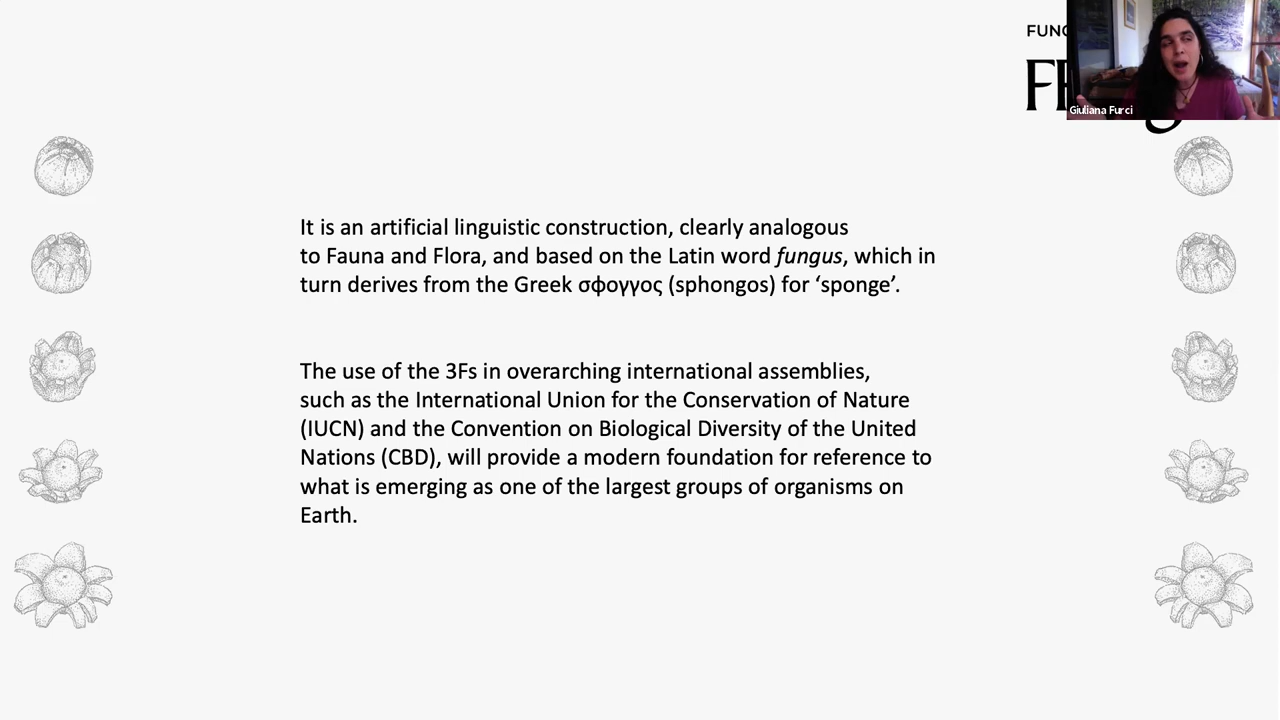 Giuliana Furci
It is an artificial linguistic construction, clearly analogous
to Fauna and Flora, and based on the Latin word fungus, which in
turn derives from the Greek σφογγος (sphongos) for ‘sponge’.
The use of the 3Fs in overarching international assemblies,
such as the International Union for the Conservation of Nature
(IUCN) and the Convention on Biological Diversity of the United
Nations (CBD), will provide a modern foundation for reference to
what is emerging as one of the largest groups of organisms on
Earth.